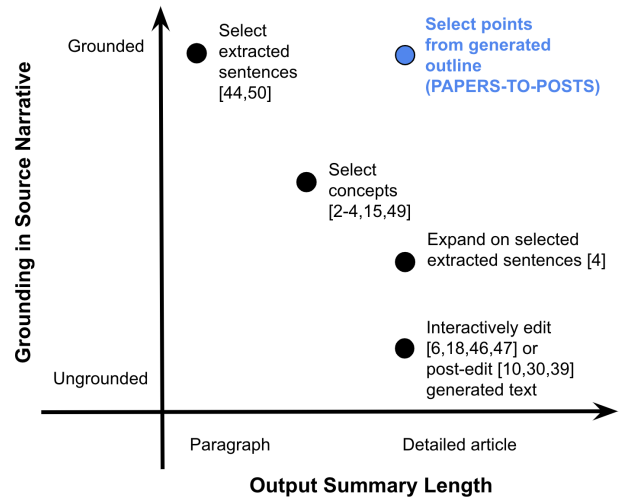 Grounding in Source Narrative
Grounded
Ungrounded
Select
extracted
sentences
[44,50]
Select points
from generated
outline
(PAPERS-TO-POSTS)
Select
concepts
[2-4,15,49]
Expand on selected
extracted sentences [4]
Interactively edit
[6,18,46,47] or
post-edit [10,30,39]
generated text
Paragraph
Detailed article
Output Summary Length